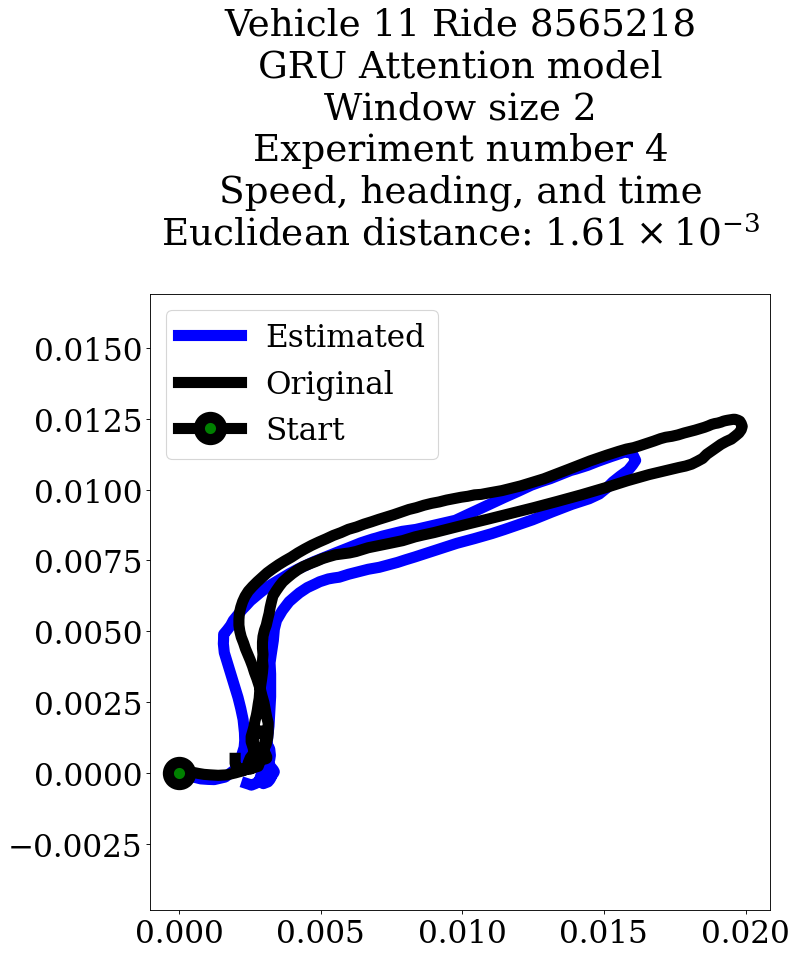 Vehicle 11 Ride 8565218
GRU Attention model
Window size 2
Experiment number 4
Speed, heading, and time
Euclidean distance: 1.61 × 10⁻³
Estimated
Original
Start
0.0150
0.0125
0.0100
0.0075
0.0050
0.0025
0.0000
−0.0025
0.000 0.005 0.010 0.015 0.020